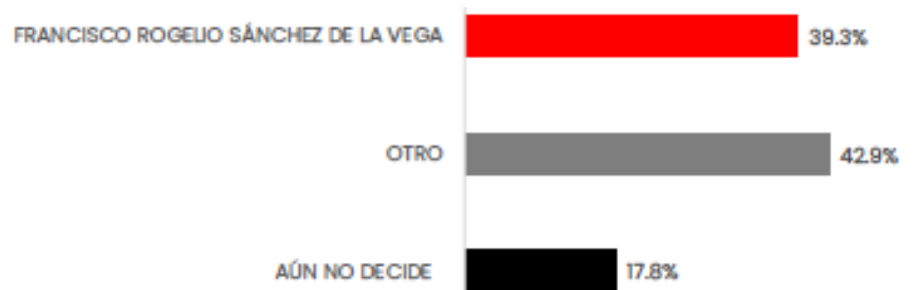 FRANCISCO ROGELIO SÁNCHEZ DE LA VEGA 39.3%
OTRO 42.9%
AÚN NO DECIDE 17.8%